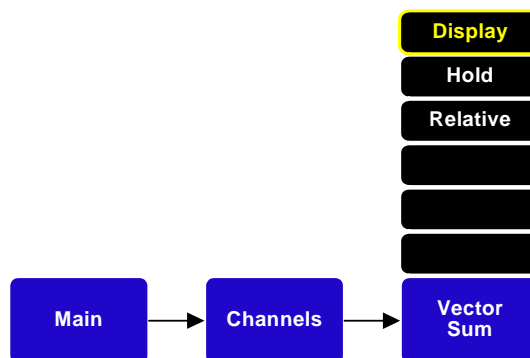 Display
Hold
Relative
Main
Channels
Vector
Sum